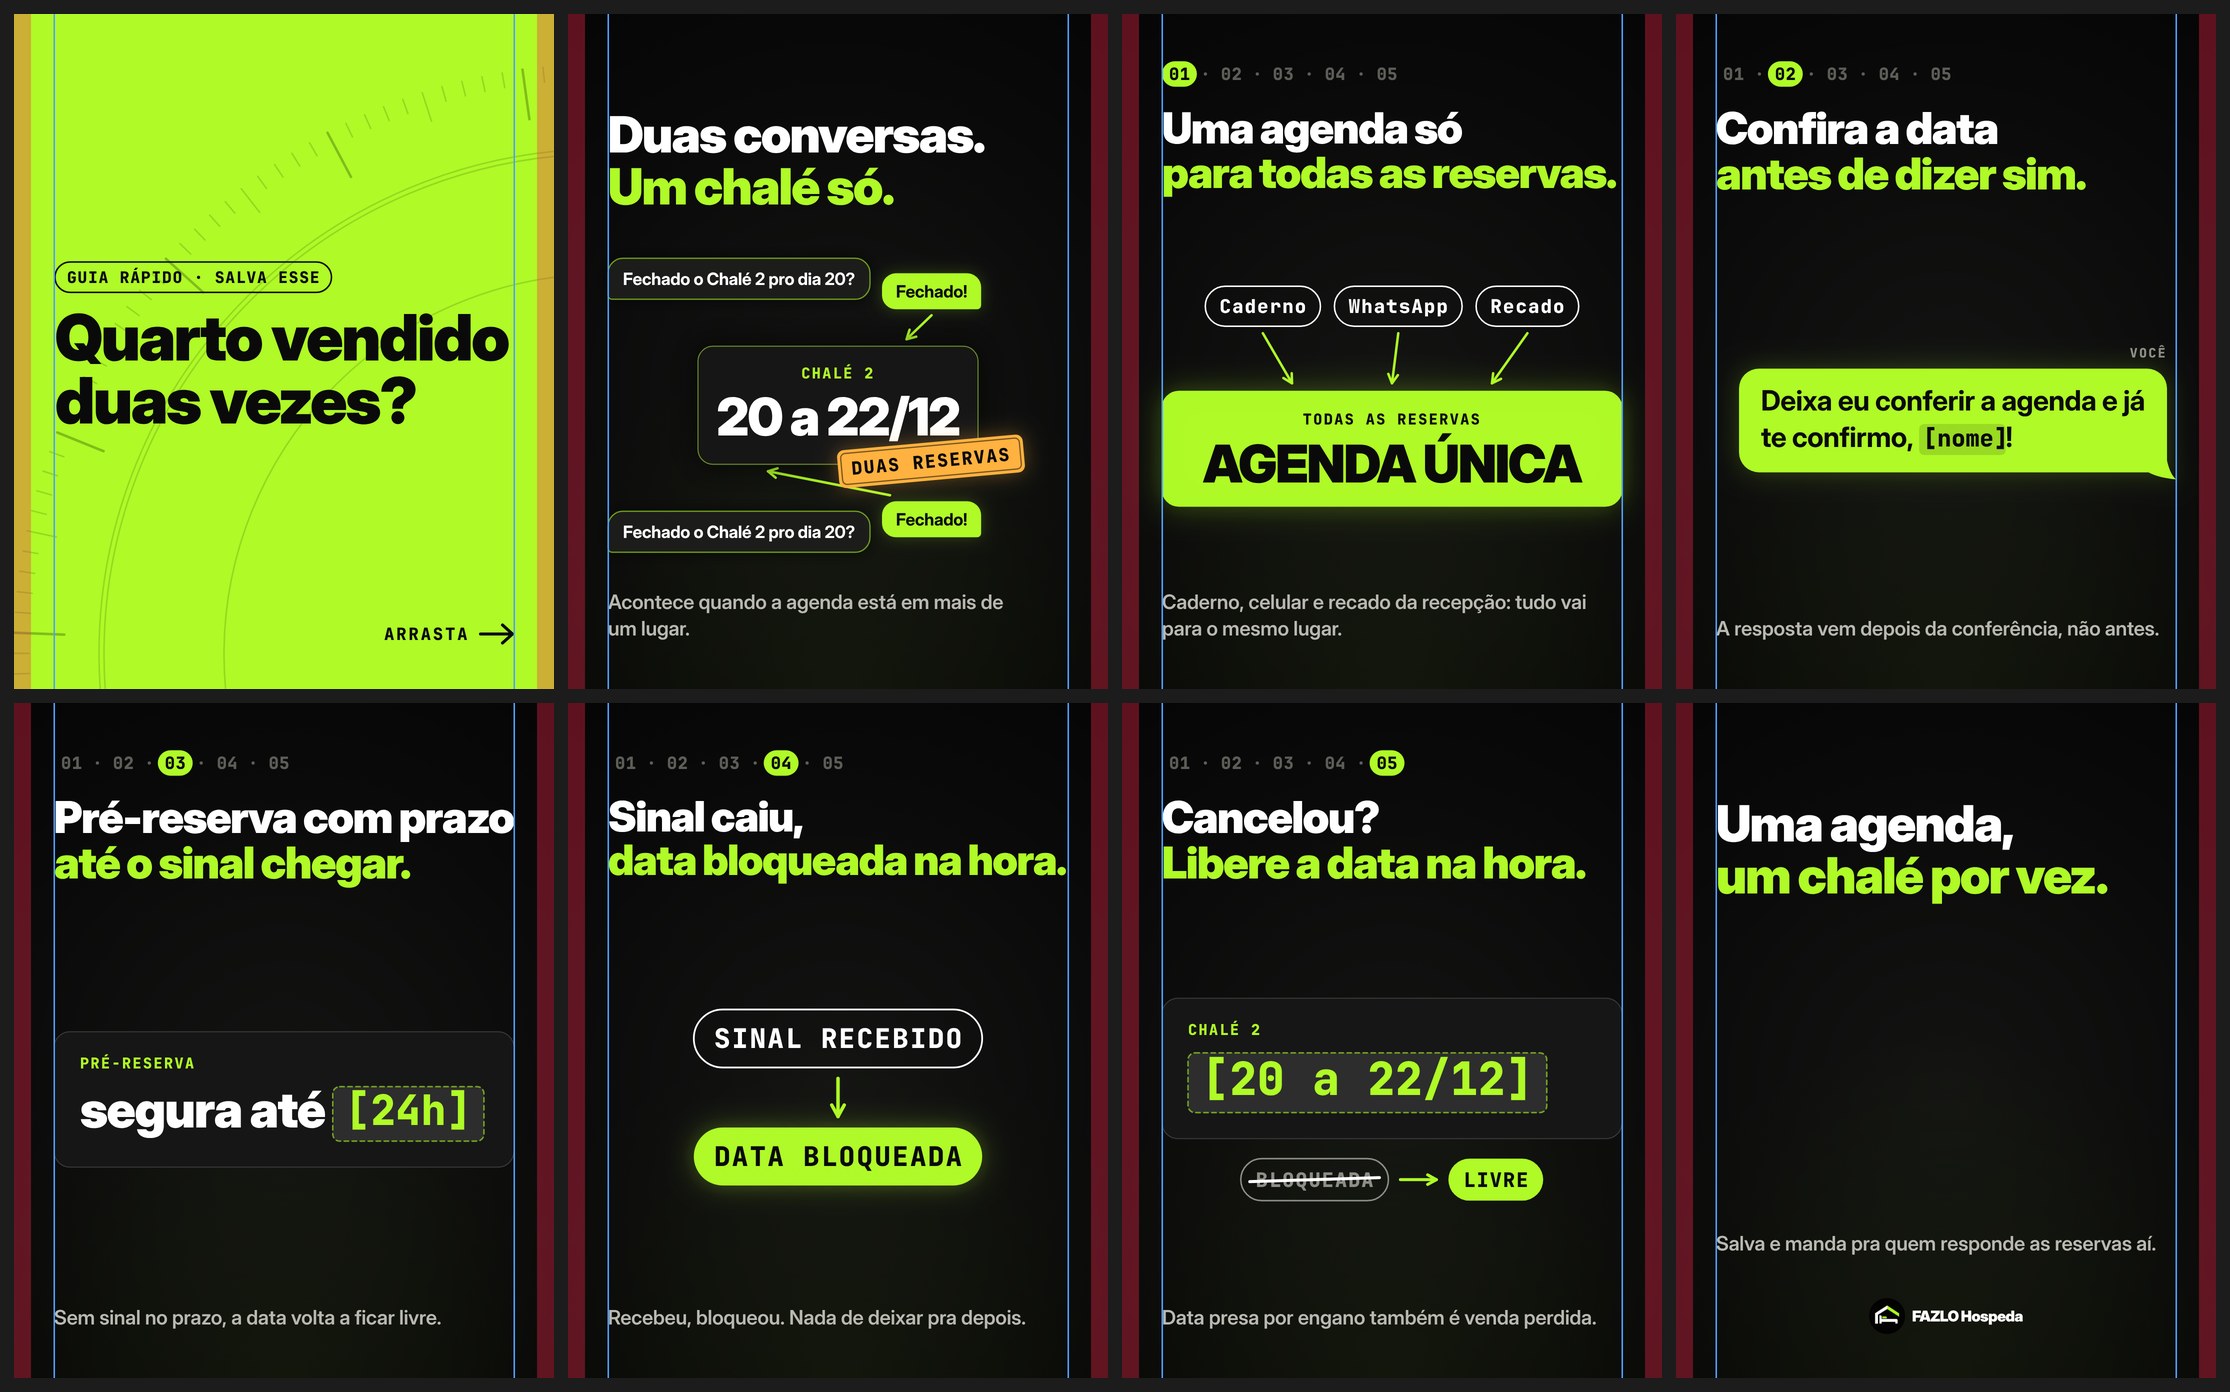 GUIA RÁPIDO · SALVA ESSE
Quarto vendido
duas vezes?
ARRASTA
Duas conversas.
Um chalé só.
Fechado o Chalé 2 pro dia 20?
Fechado!
CHALÉ 2
20 a 22/12
DUAS RESERVAS
Fechado!
Fechado o Chalé 2 pro dia 20?
Acontece quando a agenda está em mais de
um lugar.
01 · 02 · 03 · 04 · 05
Uma agenda só
para todas as reservas.
Caderno WhatsApp Recado
TODAS AS RESERVAS
AGENDA ÚNICA
Caderno, celular e recado da recepção: tudo vai
para o mesmo lugar.
01 · 02 · 03 · 04 · 05
Confira a data
antes de dizer sim.
VOCÊ
Deixa eu conferir a agenda e já
te confirmo, [nome]!
A resposta vem depois da conferência, não antes.
01 · 02 · 03 · 04 · 05
Pré-reserva com prazo
até o sinal chegar.
PRÉ-RESERVA
segura até [24h]
Sem sinal no prazo, a data volta a ficar livre.
01 · 02 · 03 · 04 · 05
Sinal caiu,
data bloqueada na hora.
SINAL RECEBIDO
DATA BLOQUEADA
Recebeu, bloqueou. Nada de deixar pra depois.
01 · 02 · 03 · 04 · 05
Cancelou?
Libere a data na hora.
CHALÉ 2
[20 a 22/12]
BLOQUEADA LIVRE
Data presa por engano também é venda perdida.
Uma agenda,
um chalé por vez.
Salva e manda pra quem responde as reservas aí.
FAZLO Hospeda